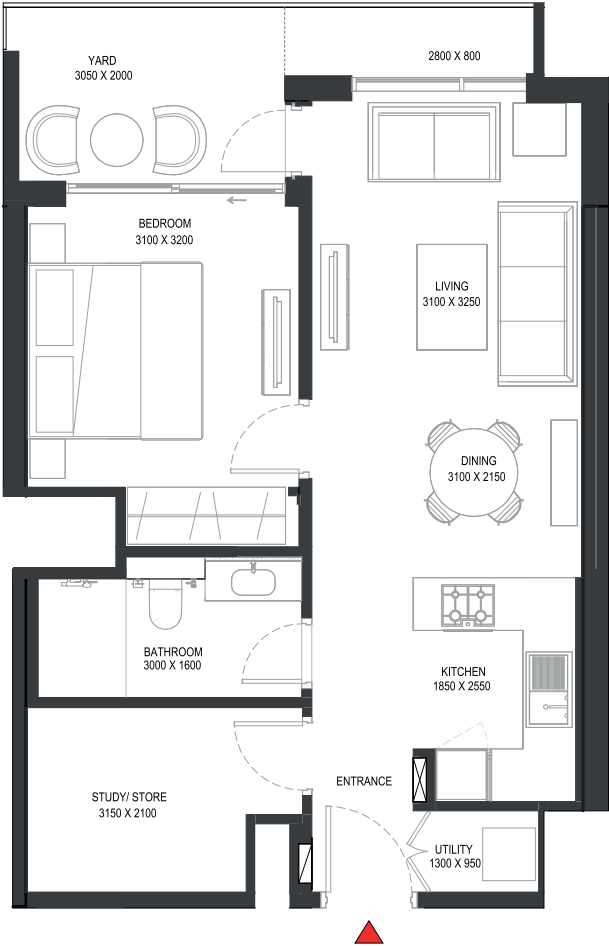 YARD
3050 X 2000
2800 X 800
BEDROOM
3100 X 3200
LIVING
3100 X 3250
DINING
3100 X 2150
BATHROOM
3000 X 1600
KITCHEN
1850 X 2550
ENTRANCE
STUDY/ STORE
3150 X 2100
UTILITY
1300 X 950